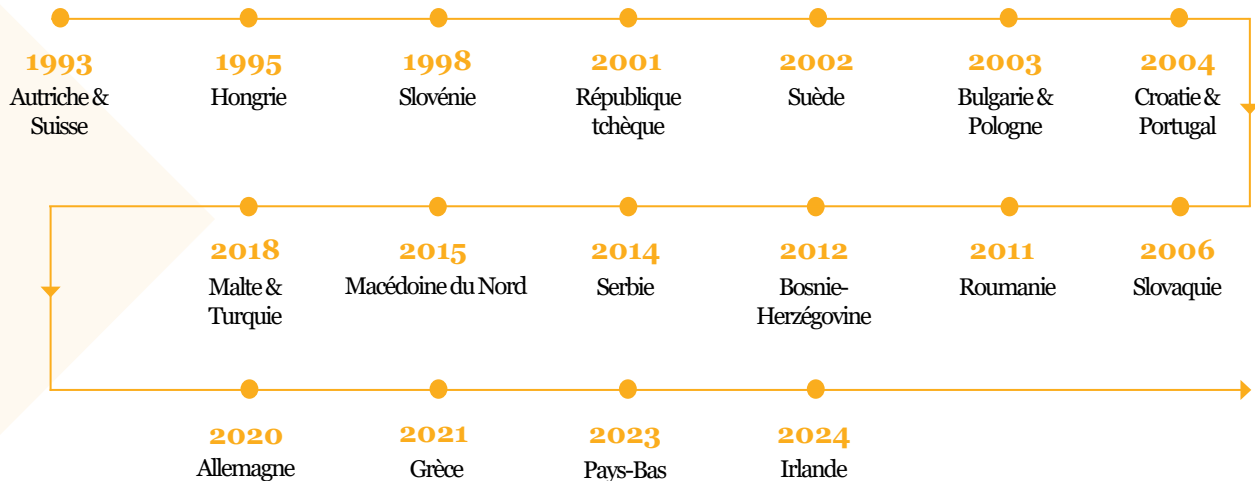 1993
Autriche &
Suisse
1995
Hongrie
1998
Slovénie
2001
République
tchèque
2002
Suède
2003
Bulgarie &
Pologne
2004
Croatie &
Portugal
2018
Malte &
Turquie
2015
Macédoine du Nord
2014
Serbie
2012
Bosnie-
Herzégovine
2011
Roumanie
2006
Slovaquie
2020
Allemagne
2021
Grèce
2023
Pays-Bas
2024
Irlande